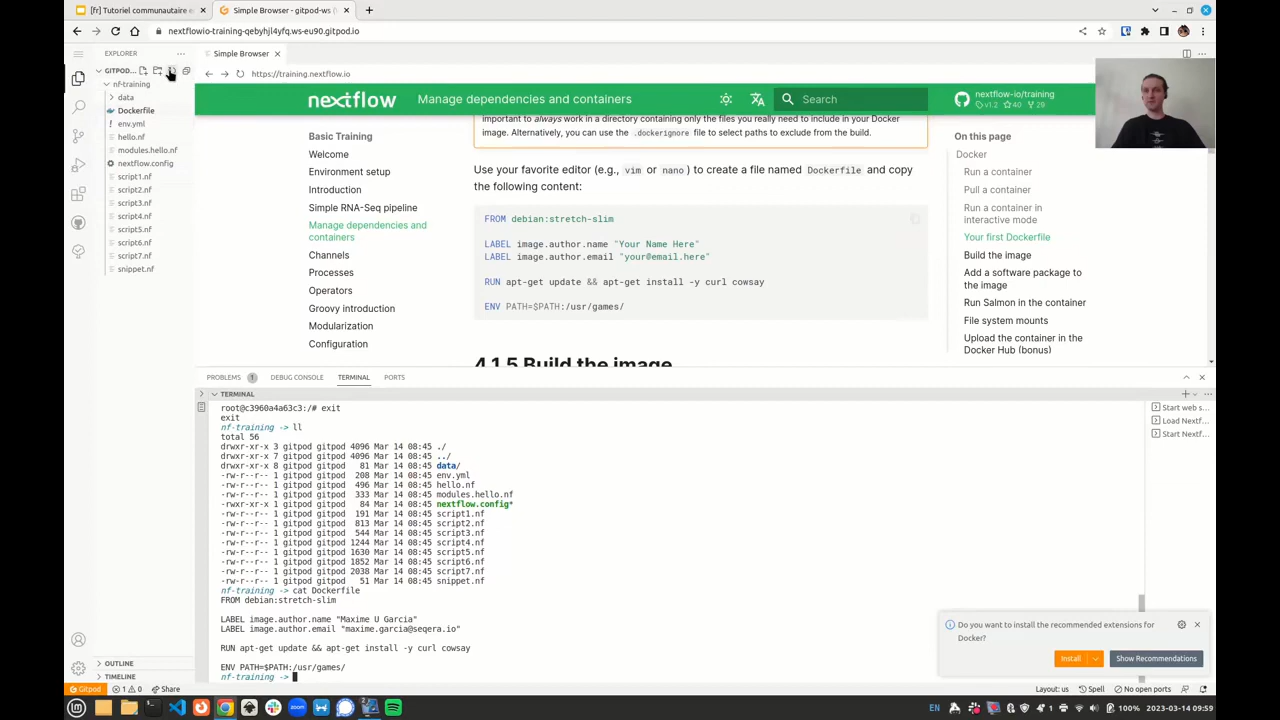 [fr] Tutoriel communautaire e
Simple Browser - gitpod-ws (
nextflowio-training-qebyhjl4yfq.ws-eu90.gitpod.io
EXPLORER
GITPOD...
nf-training
data
Dockerfile
env.yml
hello.nf
modules.hello.nf
nextflow.config
script1.nf
script2.nf
script3.nf
script4.nf
script5.nf
script6.nf
script7.nf
snippet.nf
OUTLINE
TIMELINE
Simple Browser
https://training.nextflow.io
nextflow
Manage dependencies and containers
Search
nextflow-io/training
v1.2 40 29
Basic Training
Welcome
Environment setup
Introduction
Simple RNA-Seq pipeline
Manage dependencies and
containers
Channels
Processes
Operators
Groovy introduction
Modularization
Configuration
important to always work in a directory containing only the files you really need to include in your Docker
image. Alternatively, you can use the .dockerignore file to select paths to exclude from the build.
Use your favorite editor (e.g., vim or nano) to create a file named Dockerfile and copy
the following content:
FROM debian:stretch-slim
LABEL image.author.name "Your Name Here"
LABEL image.author.email "your@email.here"
RUN apt-get update && apt-get install -y curl cowsay
ENV PATH=$PATH:/usr/games/
4.1.5 Build the image
On this page
Docker
Run a container
Pull a container
Run a container in
interactive mode
Your first Dockerfile
Build the image
Add a software package to
the image
Run Salmon in the container
File system mounts
Upload the container in the
Docker Hub (bonus)
PROBLEMS 1 DEBUG CONSOLE TERMINAL PORTS
TERMINAL
root@c3960a4a63c3:/# exit
exit
nf-training -> ll
total 56
drwxr-xr-x 3 gitpod gitpod 4096 Mar 14 08:45 ./
drwxr-xr-x 7 gitpod gitpod 4096 Mar 14 08:45 ../
drwxr-xr-x 8 gitpod gitpod 81 Mar 14 08:45 data/
-rw-r--r-- 1 gitpod gitpod 208 Mar 14 08:45 env.yml
-rw-r--r-- 1 gitpod gitpod 496 Mar 14 08:45 hello.nf
-rw-r--r-- 1 gitpod gitpod 333 Mar 14 08:45 modules.hello.nf
-rwxr-xr-x 1 gitpod gitpod 84 Mar 14 08:45 nextflow.config*
-rw-r--r-- 1 gitpod gitpod 191 Mar 14 08:45 script1.nf
-rw-r--r-- 1 gitpod gitpod 813 Mar 14 08:45 script2.nf
-rw-r--r-- 1 gitpod gitpod 544 Mar 14 08:45 script3.nf
-rw-r--r-- 1 gitpod gitpod 1244 Mar 14 08:45 script4.nf
-rw-r--r-- 1 gitpod gitpod 1630 Mar 14 08:45 script5.nf
-rw-r--r-- 1 gitpod gitpod 1852 Mar 14 08:45 script6.nf
-rw-r--r-- 1 gitpod gitpod 2038 Mar 14 08:45 script7.nf
-rw-r--r-- 1 gitpod gitpod 51 Mar 14 08:45 snippet.nf
nf-training -> cat Dockerfile
FROM debian:stretch-slim
LABEL image.author.name "Maxime U Garcia"
LABEL image.author.email "maxime.garcia@seqera.io"
RUN apt-get update && apt-get install -y curl cowsay
ENV PATH=$PATH:/usr/games/
nf-training ->
Start web s...
Load Nextf...
Start Nextf...
Do you want to install the recommended extensions for
Docker?
Install
Show Recommendations
Gitpod
1 0
Share
Layout: us
Spell
No open ports
EN
1
100%
2023-03-14 09:59